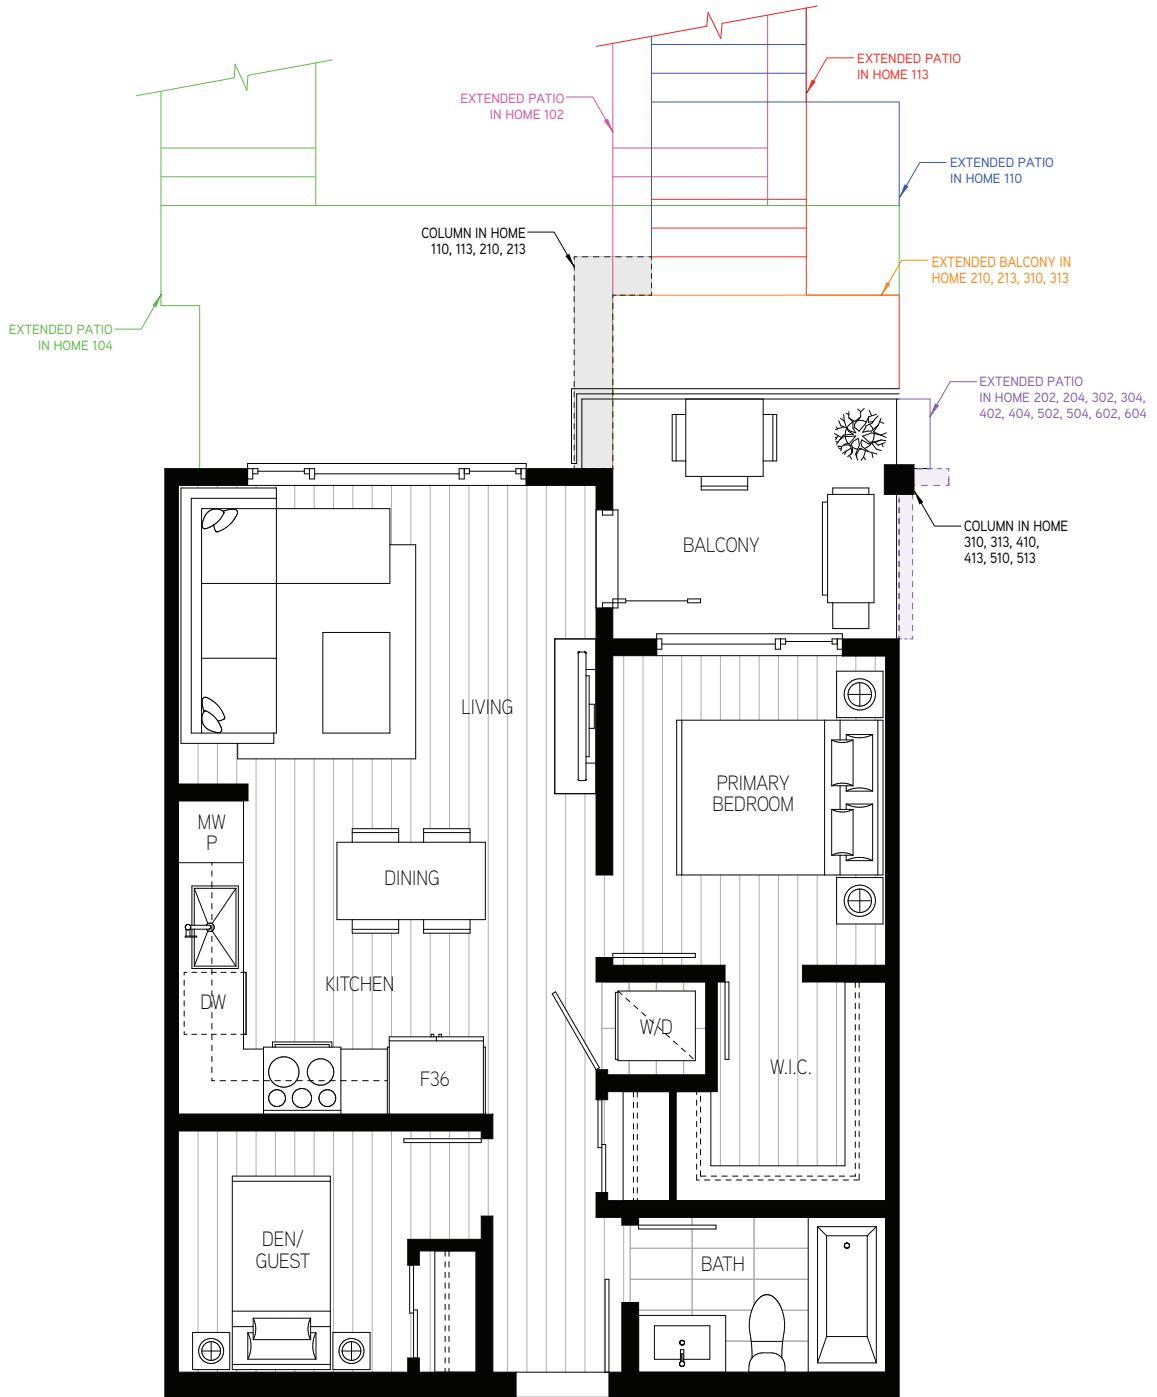 EXTENDED PATIO
IN HOME 113
EXTENDED PATIO
IN HOME 102
EXTENDED PATIO
IN HOME 110
COLUMN IN HOME
110, 113, 210, 213
EXTENDED BALCONY IN
HOME 210, 213, 310, 313
EXTENDED PATIO
IN HOME 104
EXTENDED PATIO
IN HOME 202, 204, 302, 304,
402, 404, 502, 504, 602, 604
COLUMN IN HOME
310, 313, 410,
413, 510, 513
BALCONY
LIVING
PRIMARY
BEDROOM
MW
P
DINING
KITCHEN
DW
W/D
W.I.C.
F36
DEN/
GUEST
BATH